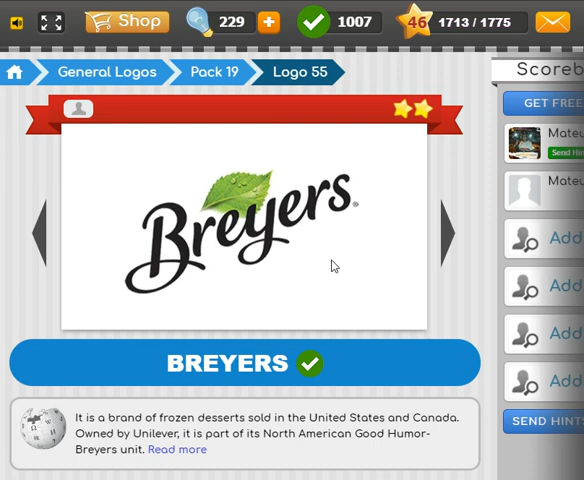 Shop
229
1007
46
1713 / 1775
General Logos
Pack 19
Logo 55
Scoreb
GET FREE
Mateu
Send Hin
Mateu
Breyers®
Add
Add
Add
Add
BREYERS
SEND HINTS
It is a brand of frozen desserts sold in the United States and Canada.
Owned by Unilever, it is part of its North American Good Humor-
Breyers unit. Read more